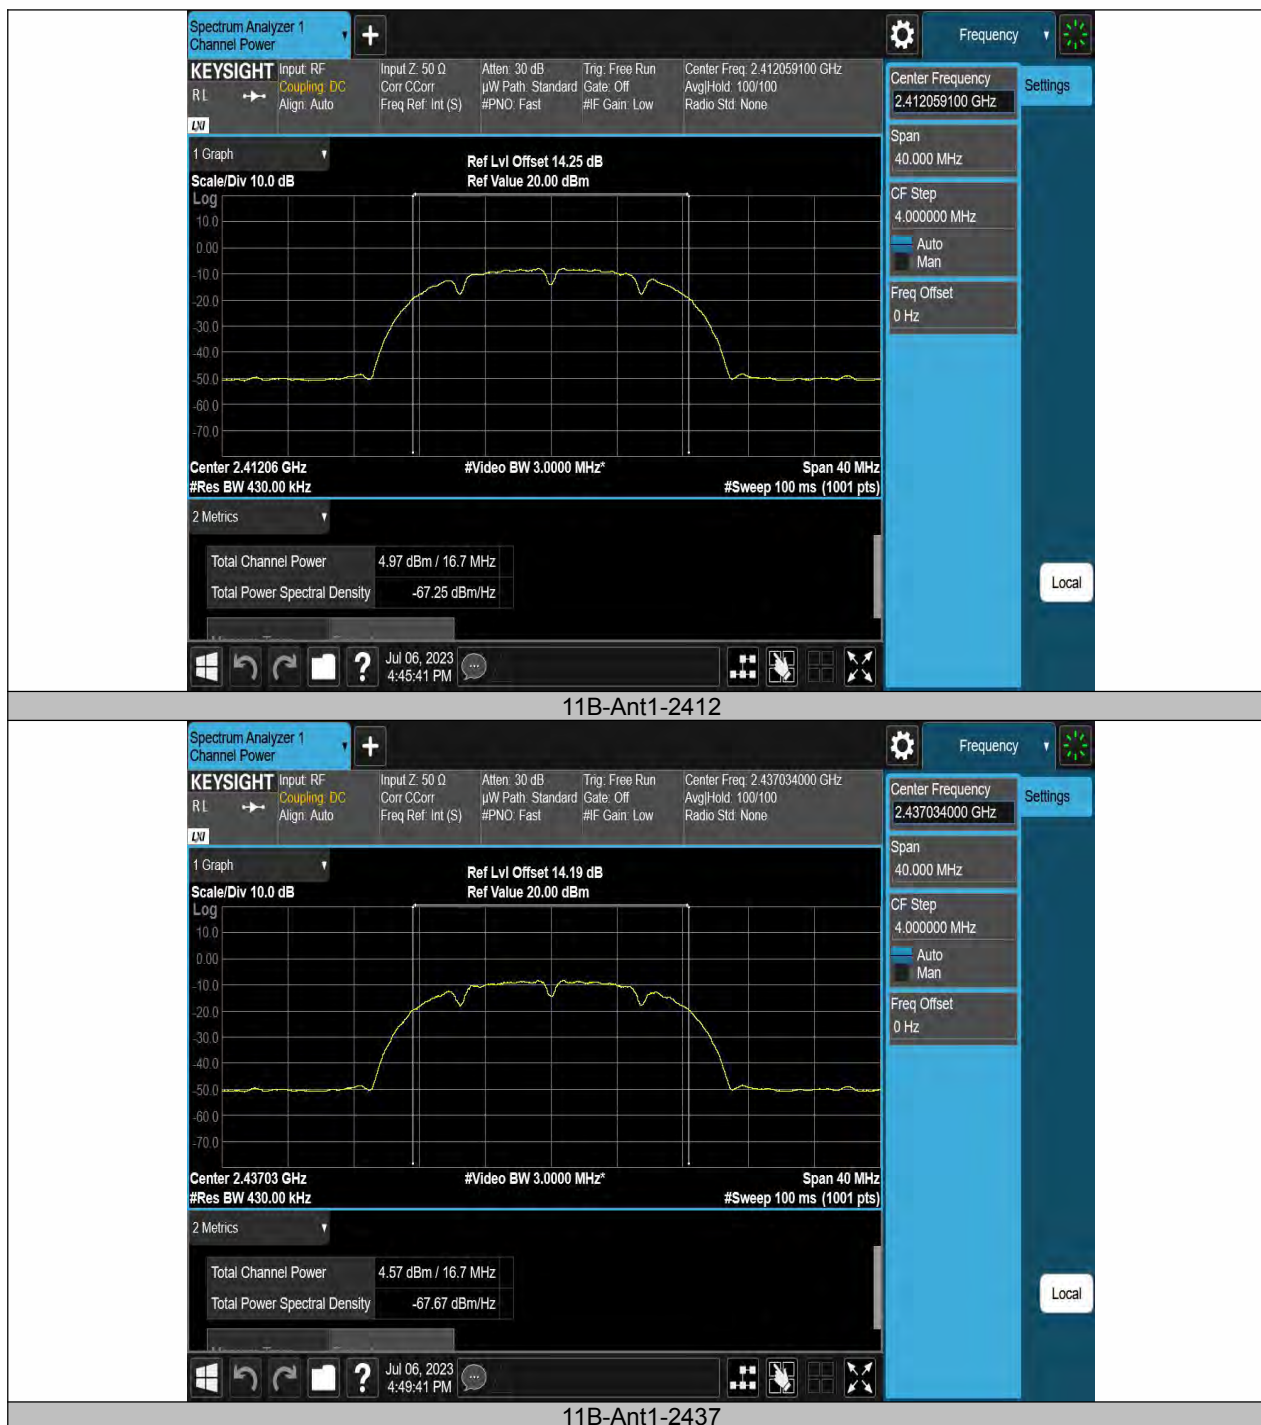 Spectrum Analyzer 1
Channel Power
Frequency
KEYSIGHT
R L
LXI
Input: RF
Coupling: DC
Align: Auto
Input Z: 50 Ω
Corr CCorr
Freq Ref: Int (S)
Atten: 30 dB
µW Path: Standard
#PNO: Fast
Trig: Free Run
Gate: Off
#IF Gain: Low
Center Freq: 2.412059100 GHz
Avg|Hold: 100/100
Radio Std: None
Center Frequency
2.412059100 GHz
Settings
Span
40.000 MHz
CF Step
4.000000 MHz
Auto
Man
Freq Offset
0 Hz
Local
1 Graph
Scale/Div 10.0 dB
Ref Lvl Offset 14.25 dB
Ref Value 20.00 dBm
Log
10.0
0.00
-10.0
-20.0
-30.0
-40.0
-50.0
-60.0
-70.0
Center 2.41206 GHz
#Video BW 3.0000 MHz*
Span 40 MHz
#Res BW 430.00 kHz
#Sweep 100 ms (1001 pts)
2 Metrics
Total Channel Power 4.97 dBm / 16.7 MHz
Total Power Spectral Density -67.25 dBm/Hz
?
Jul 06, 2023
4:45:41 PM
11B-Ant1-2412
Spectrum Analyzer 1
Channel Power
Frequency
KEYSIGHT
R L
LXI
Input: RF
Coupling: DC
Align: Auto
Input Z: 50 Ω
Corr CCorr
Freq Ref: Int (S)
Atten: 30 dB
µW Path: Standard
#PNO: Fast
Trig: Free Run
Gate: Off
#IF Gain: Low
Center Freq: 2.437034000 GHz
Avg|Hold: 100/100
Radio Std: None
Center Frequency
2.437034000 GHz
Settings
Span
40.000 MHz
CF Step
4.000000 MHz
Auto
Man
Freq Offset
0 Hz
Local
1 Graph
Scale/Div 10.0 dB
Ref Lvl Offset 14.19 dB
Ref Value 20.00 dBm
Log
10.0
0.00
-10.0
-20.0
-30.0
-40.0
-50.0
-60.0
-70.0
Center 2.43703 GHz
#Video BW 3.0000 MHz*
Span 40 MHz
#Res BW 430.00 kHz
#Sweep 100 ms (1001 pts)
2 Metrics
Total Channel Power 4.57 dBm / 16.7 MHz
Total Power Spectral Density -67.67 dBm/Hz
?
Jul 06, 2023
4:49:41 PM
11B-Ant1-2437